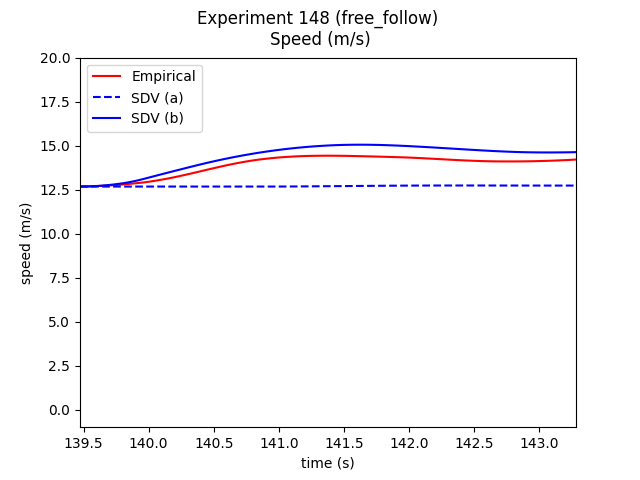 Experiment 148 (free_follow)
Speed (m/s)
Empirical
SDV (a)
SDV (b)
speed (m/s)
20.0
17.5
15.0
12.5
10.0
7.5
5.0
2.5
0.0
139.5 140.0 140.5 141.0 141.5 142.0 142.5 143.0
time (s)